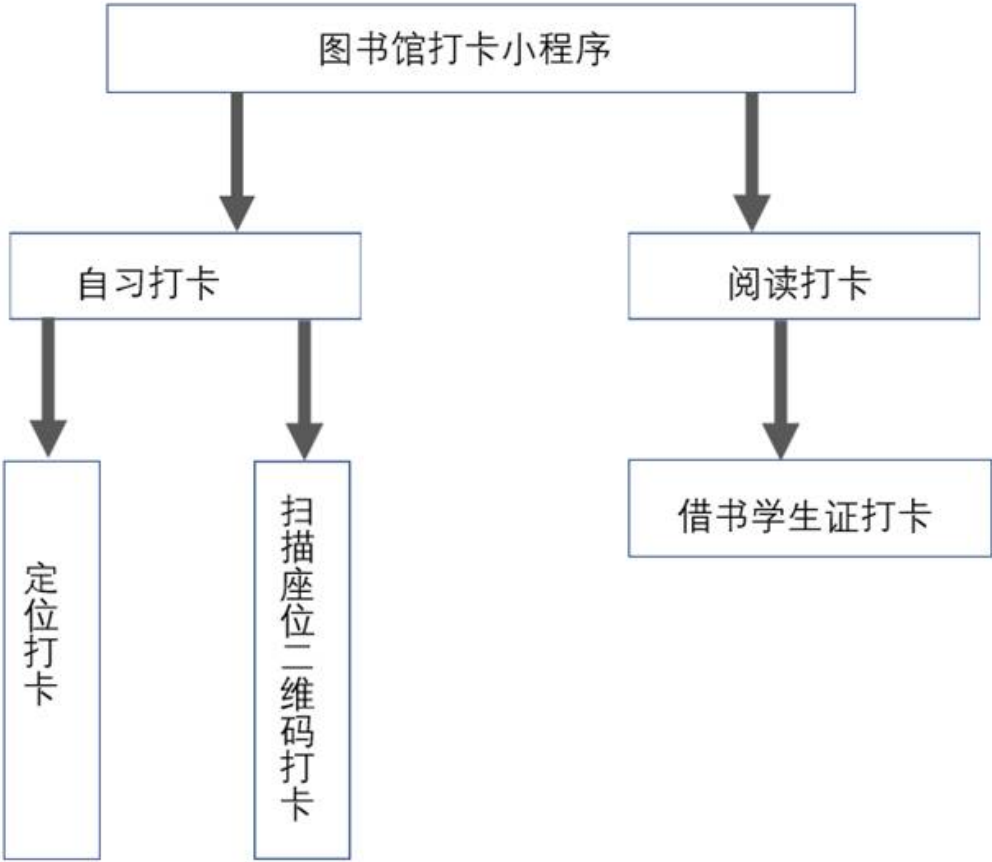 图书馆打卡小程序
自习打卡
阅读打卡
定位打卡
扫描座位二维码打卡
借书学生证打卡